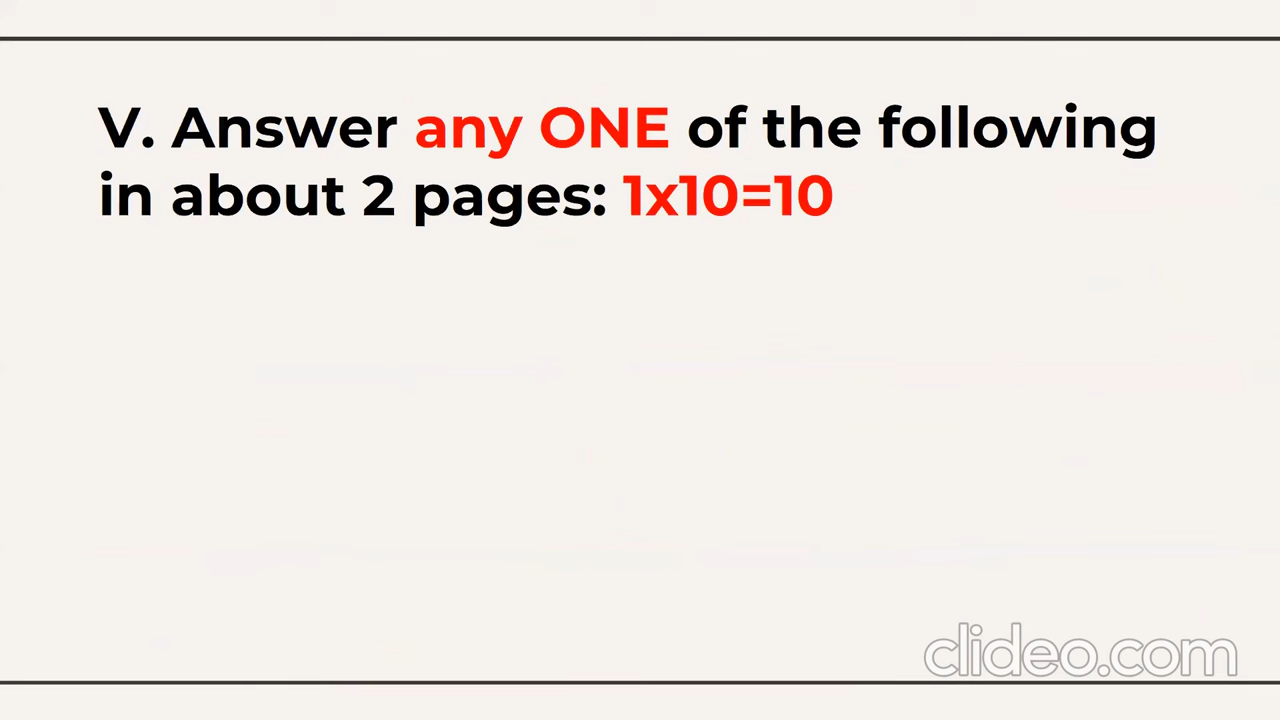 V. Answer any ONE of the following
in about 2 pages: 1x10=10
clideo.com